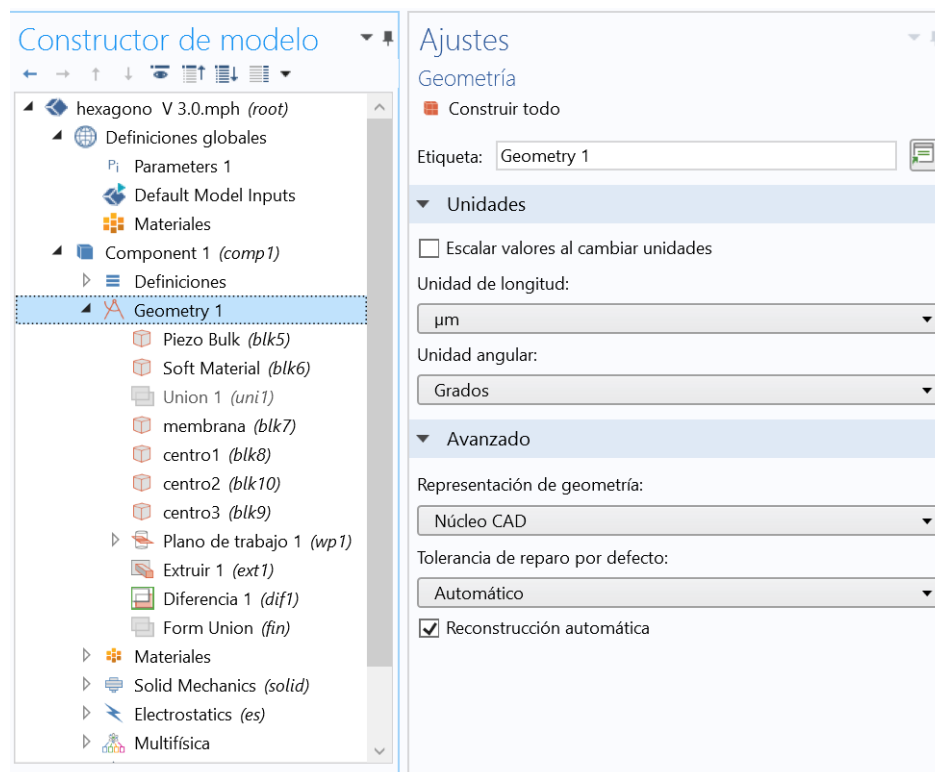 Constructor de modelo
hexagono V 3.0.mph (root)
Definiciones globales
Pi Parameters 1
Default Model Inputs
Materiales
Component 1 (comp1)
Definiciones
Geometry 1
Piezo Bulk (blk5)
Soft Material (blk6)
Union 1 (uni1)
membrana (blk7)
centro1 (blk8)
centro2 (blk10)
centro3 (blk9)
Plano de trabajo 1 (wp1)
Extruir 1 (ext1)
Diferencia 1 (dif1)
Form Union (fin)
Materiales
Solid Mechanics (solid)
Electrostatics (es)
Multifísica
Ajustes
Geometría
Construir todo
Etiqueta: Geometry 1
Unidades
Escalar valores al cambiar unidades
Unidad de longitud:
µm
Unidad angular:
Grados
Avanzado
Representación de geometría:
Núcleo CAD
Tolerancia de reparo por defecto:
Automático
Reconstrucción automática